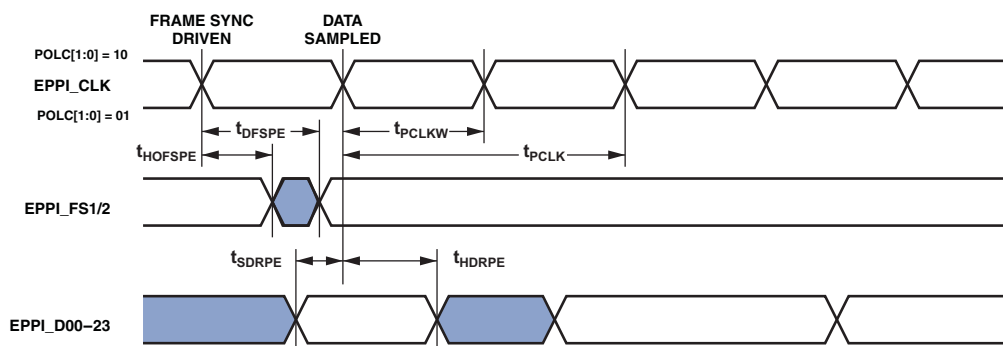 FRAME SYNC
DRIVEN
DATA
SAMPLED
POLC[1:0] = 10
EPPI_CLK
POLC[1:0] = 01
tDFSPE
tPCLKW
tHOFSPE
tPCLK
EPPI_FS1/2
tSDRPE
tHDRPE
EPPI_D00–23